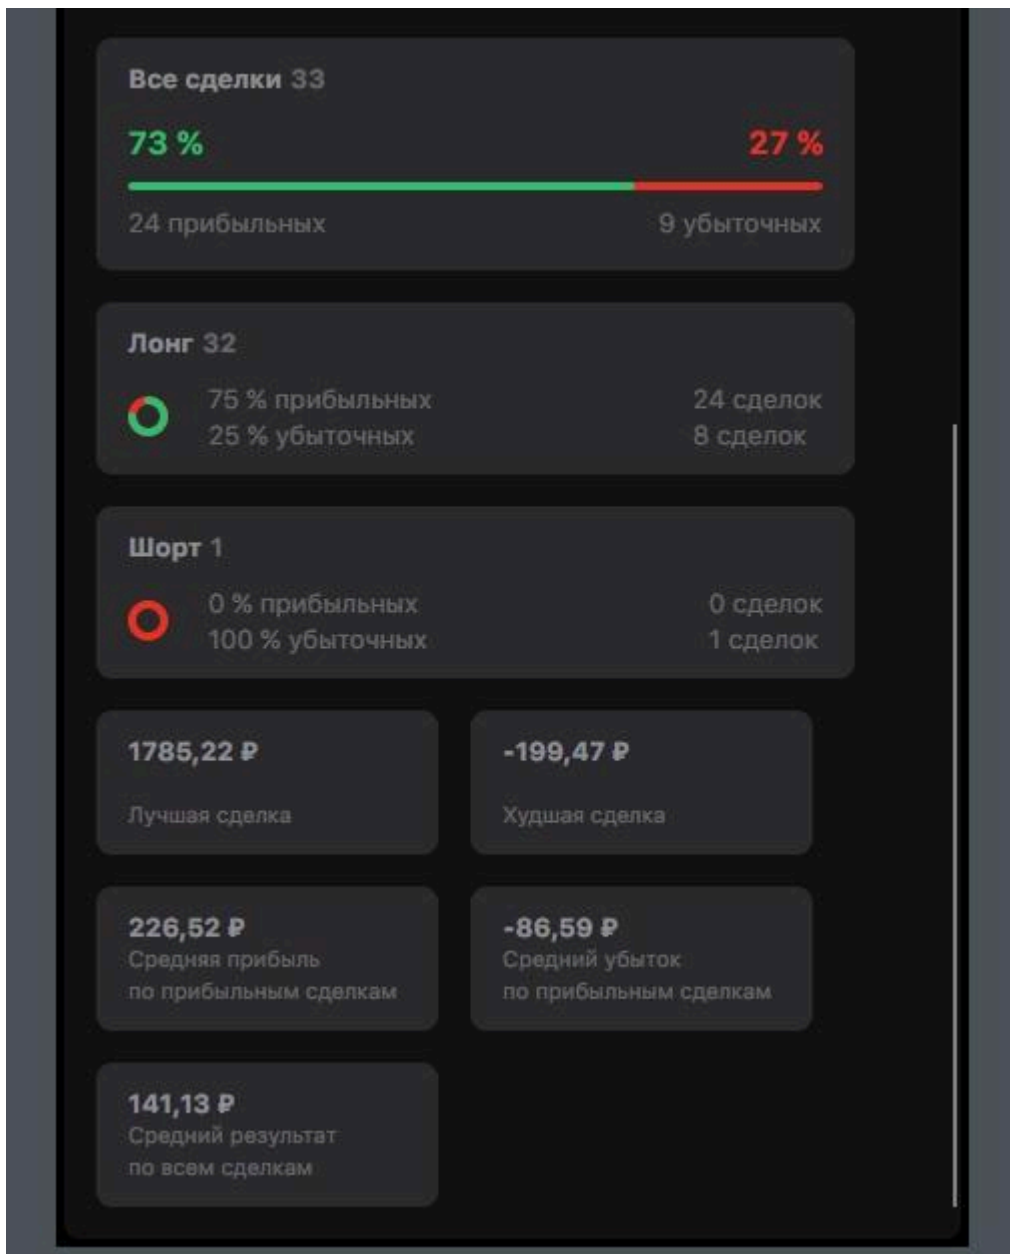 Все сделки 33
73 % 27 %
24 прибыльных 9 убыточных
Лонг 32
75 % прибыльных 24 сделок
25 % убыточных 8 сделок
Шорт 1
0 % прибыльных 0 сделок
100 % убыточных 1 сделок
1785,22 ₽
Лучшая сделка
-199,47 ₽
Худшая сделка
226,52 ₽
Средняя прибыль
по прибыльным сделкам
-86,59 ₽
Средний убыток
по прибыльным сделкам
141,13 ₽
Средний результат
по всем сделкам